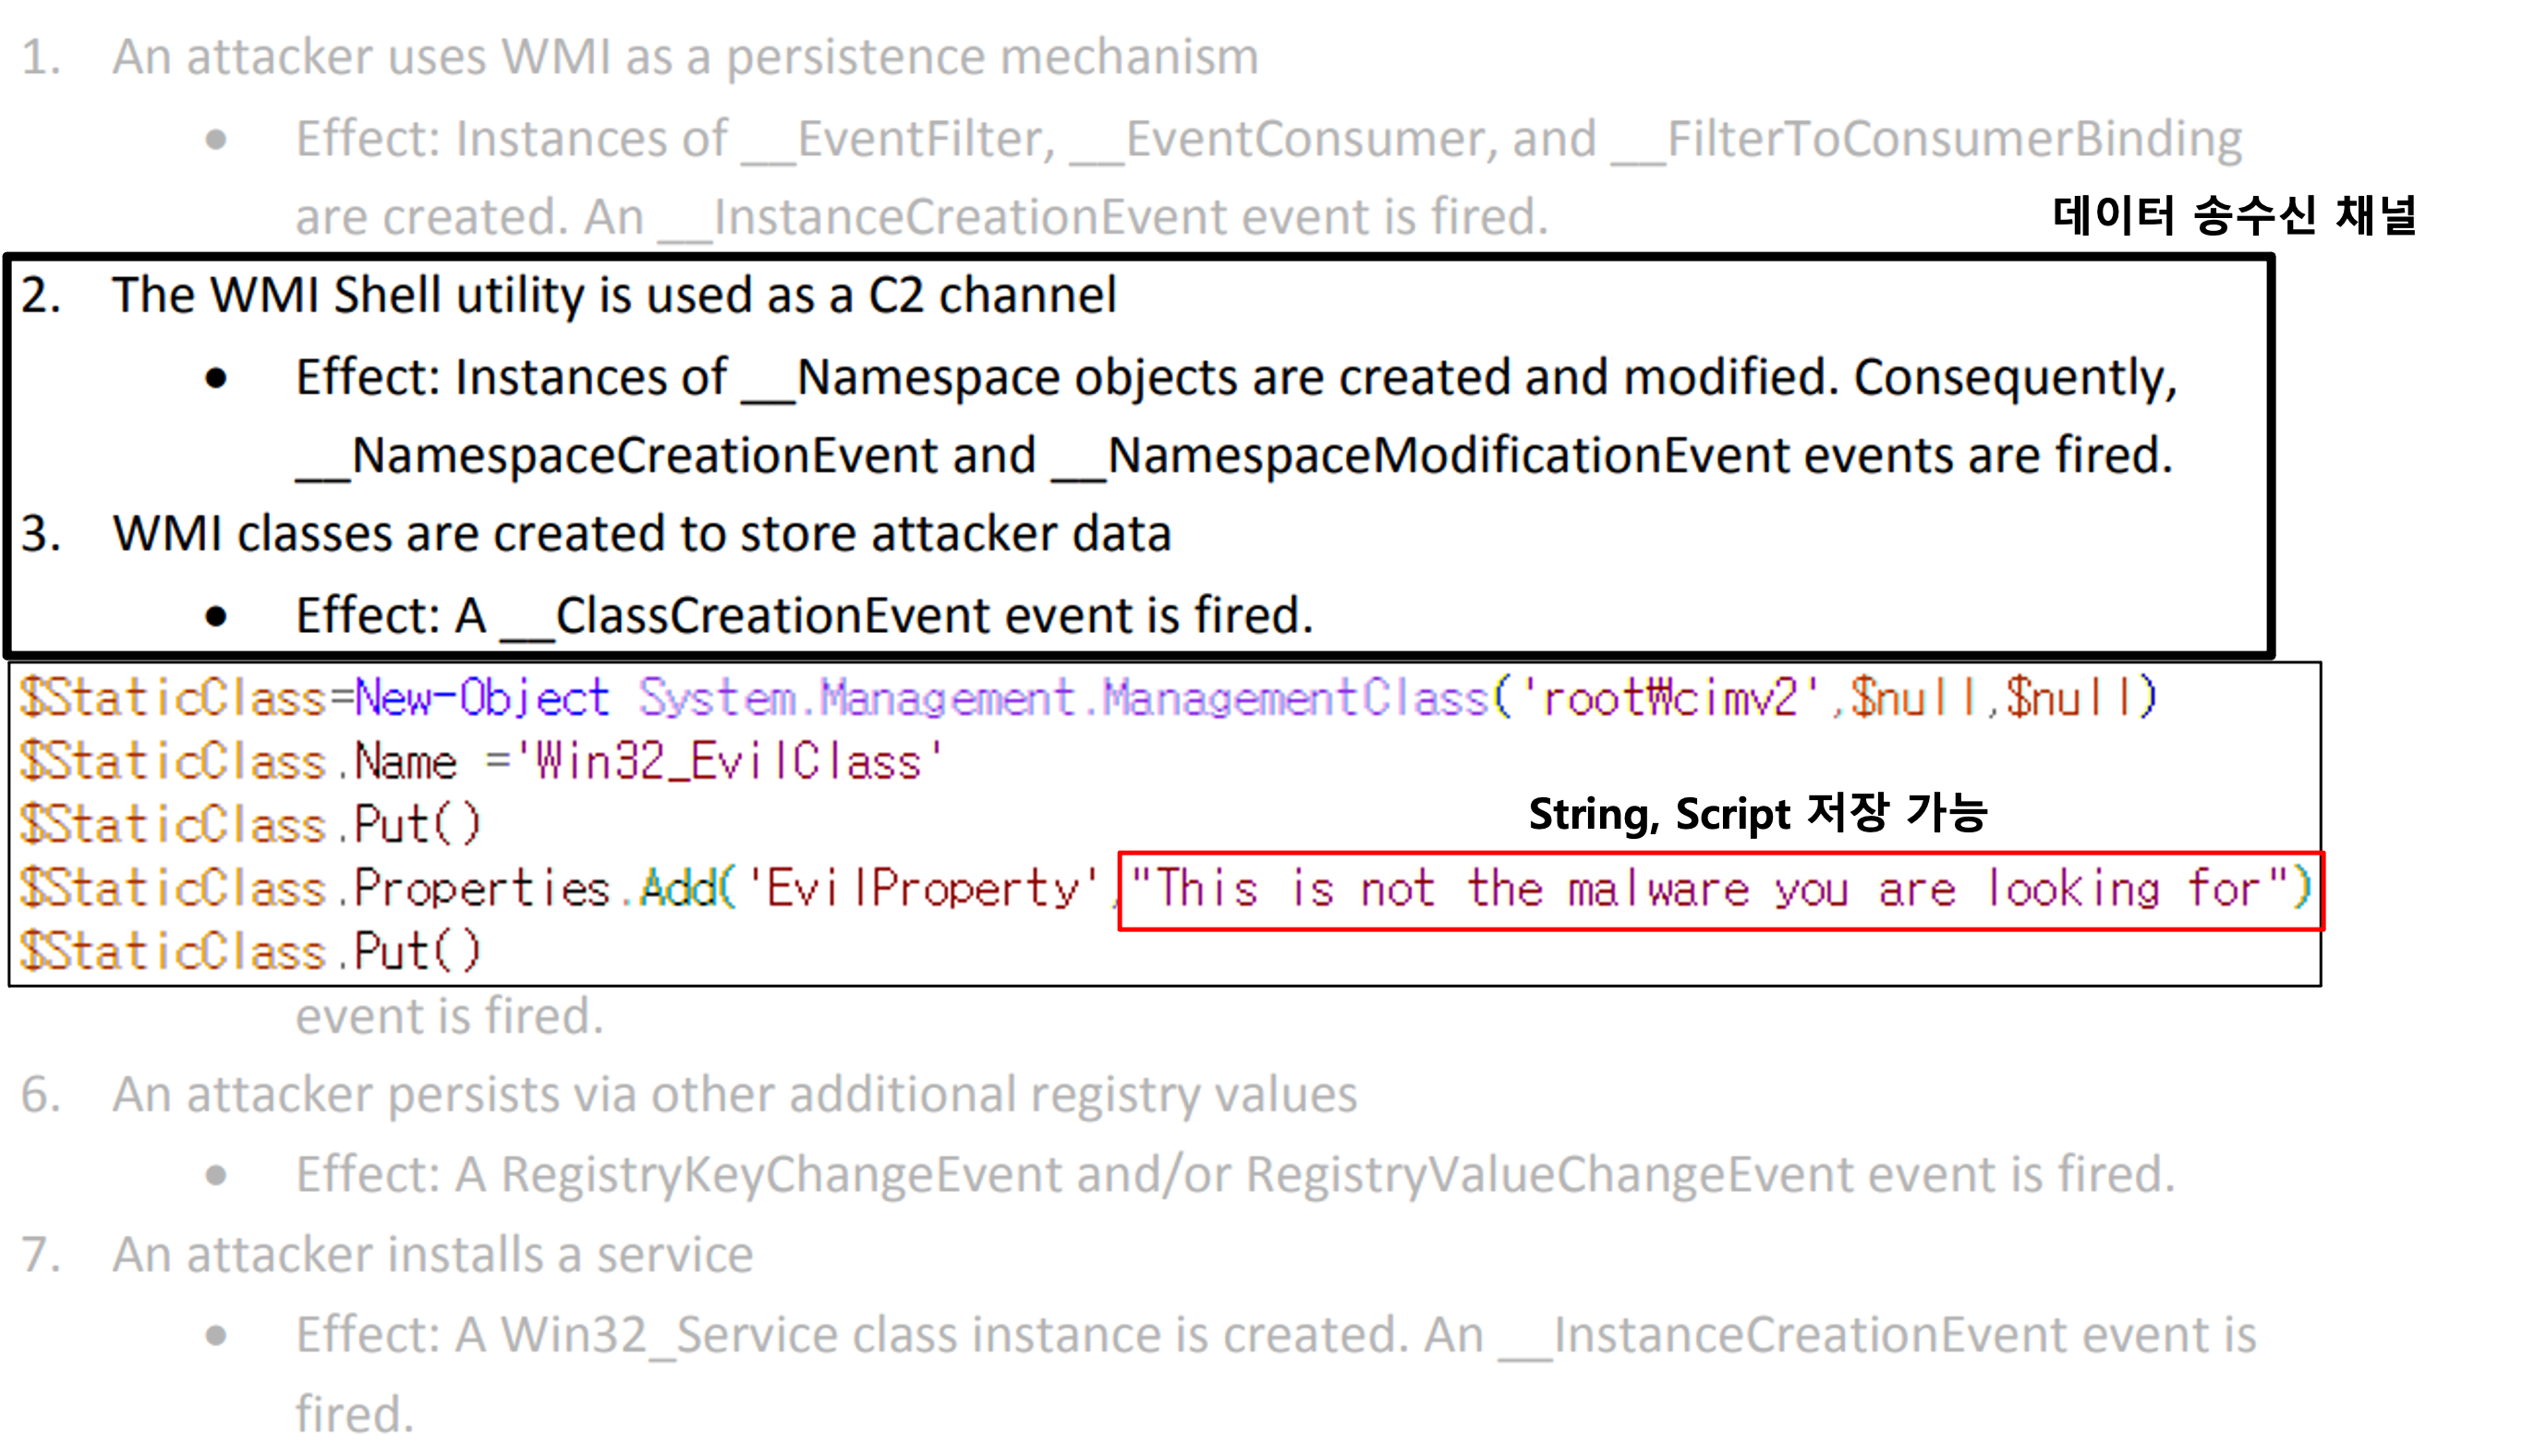 1. An attacker uses WMI as a persistence mechanism
• Effect: Instances of __EventFilter, __EventConsumer, and __FilterToConsumerBinding
are created. An __InstanceCreationEvent event is fired.
데이터 송수신 채널
2. The WMI Shell utility is used as a C2 channel
• Effect: Instances of __Namespace objects are created and modified. Consequently,
__NamespaceCreationEvent and __NamespaceModificationEvent events are fired.
3. WMI classes are created to store attacker data
• Effect: A __ClassCreationEvent event is fired.
$StaticClass=New-Object System.Management.ManagementClass('root₩cimv2',$null,$null)
$StaticClass.Name ='Win32_EvilClass'
$StaticClass.Put()
String, Script 저장 가능
$StaticClass.Properties.Add('EvilProperty',"This is not the malware you are looking for")
$StaticClass.Put()
event is fired.
6. An attacker persists via other additional registry values
• Effect: A RegistryKeyChangeEvent and/or RegistryValueChangeEvent event is fired.
7. An attacker installs a service
• Effect: A Win32_Service class instance is created. An __InstanceCreationEvent event is
fired.